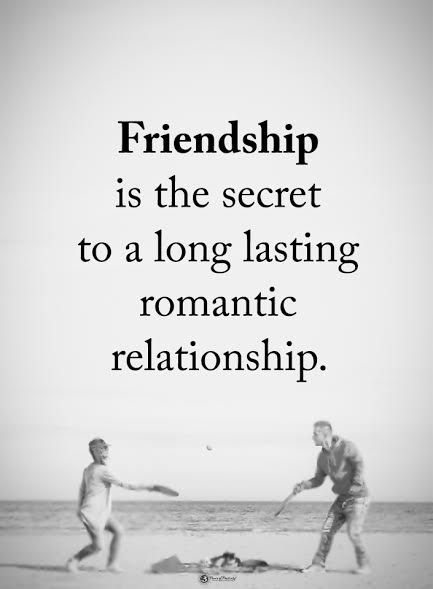 Friendship
is the secret
to a long lasting
romantic
relationship.